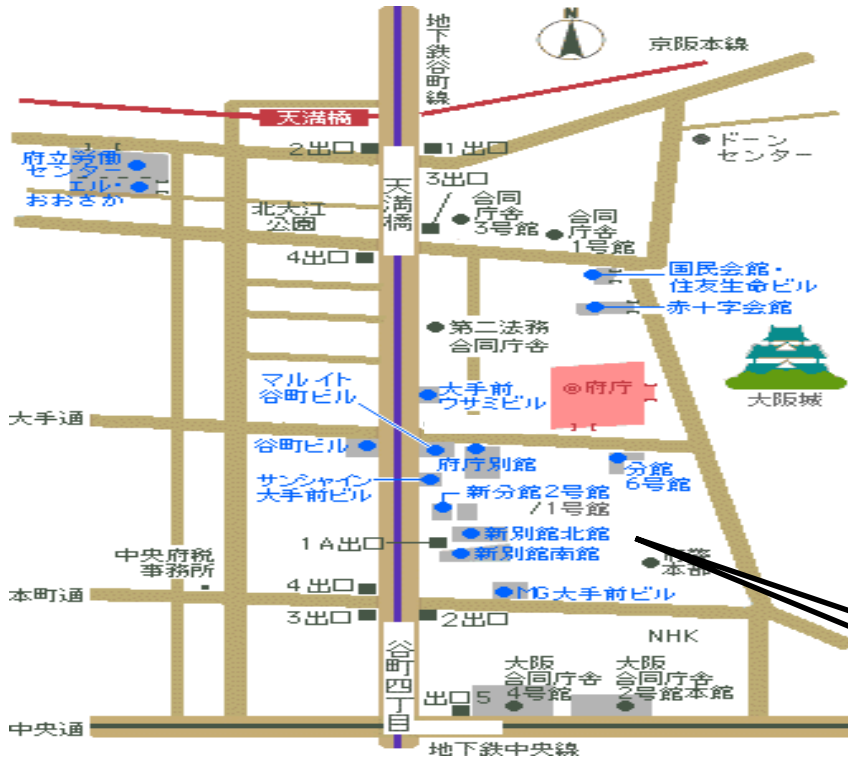 N
地下鉄谷町線
京阪本線
天満橋
2出口
1出口
ドーン
センター
府立労働
センター
エル・
おおさか
天満橋
3出口
合同
庁舎
3号館
合同
庁舎
1号館
北大江
公園
4出口
国民会館・
住友生命ビル
赤十字会館
第二法務
合同庁舎
マルイト
谷町ビル
大手前
ウサミビル
◎府庁
大阪城
大手通
谷町ビル
府庁別館
分館
6号館
サンシャイン
大手前ビル
新分館2号館
/1号館
新別館北館
1A出口
新別館南館
本部
中央府税
事務所
4出口
MG大手前ビル
本町通
3出口
2出口
NHK
谷町四丁目
大阪
合同庁舎
4号館
大阪
合同庁舎
2号館本館
出口5
中央通
地下鉄中央線